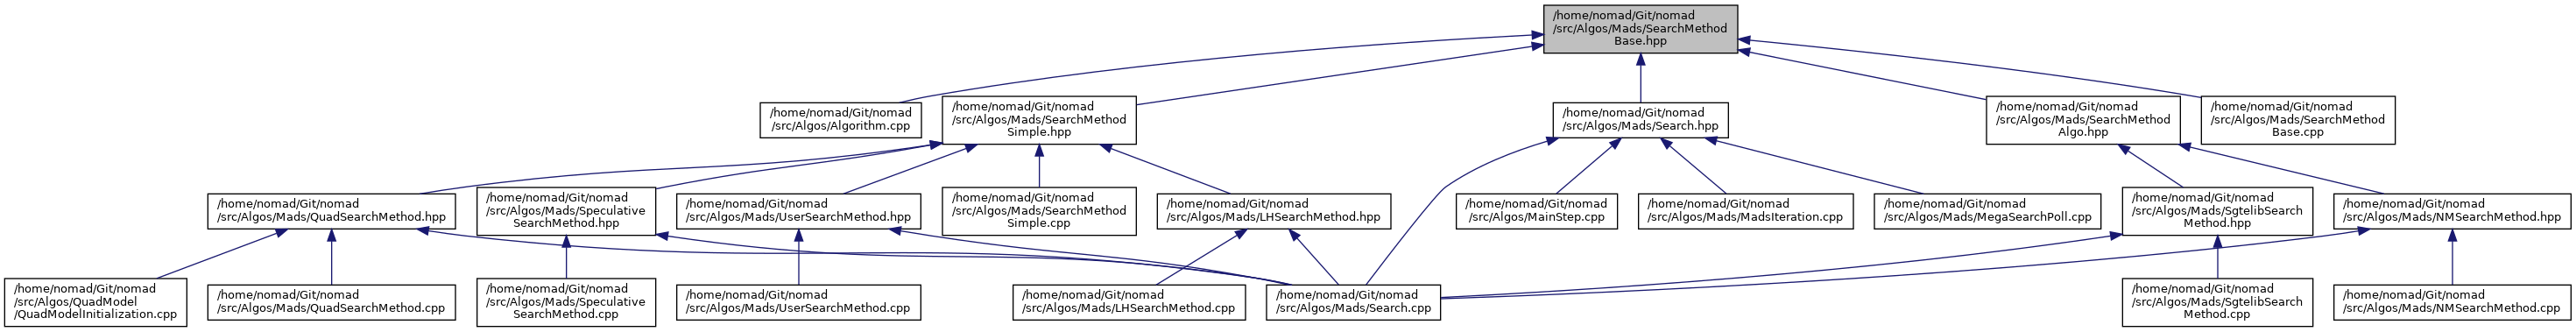 /home/nomad/Git/nomad
/src/Algos/Mads/SearchMethod
Base.hpp
/home/nomad/Git/nomad
/src/Algos/Algorithm.cpp
/home/nomad/Git/nomad
/src/Algos/Mads/SearchMethod
Simple.hpp
/home/nomad/Git/nomad
/src/Algos/Mads/Search.hpp
/home/nomad/Git/nomad
/src/Algos/Mads/SearchMethod
Algo.hpp
/home/nomad/Git/nomad
/src/Algos/Mads/SearchMethod
Base.cpp
/home/nomad/Git/nomad
/src/Algos/Mads/QuadSearchMethod.hpp
/home/nomad/Git/nomad
/src/Algos/Mads/Speculative
SearchMethod.hpp
/home/nomad/Git/nomad
/src/Algos/Mads/UserSearchMethod.hpp
/home/nomad/Git/nomad
/src/Algos/Mads/SearchMethod
Simple.cpp
/home/nomad/Git/nomad
/src/Algos/Mads/LHSearchMethod.hpp
/home/nomad/Git/nomad
/src/Algos/MainStep.cpp
/home/nomad/Git/nomad
/src/Algos/Mads/MadsIteration.cpp
/home/nomad/Git/nomad
/src/Algos/Mads/MegaSearchPoll.cpp
/home/nomad/Git/nomad
/src/Algos/Mads/SgtelibSearch
Method.hpp
/home/nomad/Git/nomad
/src/Algos/Mads/NMSearchMethod.hpp
/home/nomad/Git/nomad
/src/Algos/QuadModel
/QuadModelInitialization.cpp
/home/nomad/Git/nomad
/src/Algos/Mads/QuadSearchMethod.cpp
/home/nomad/Git/nomad
/src/Algos/Mads/Speculative
SearchMethod.cpp
/home/nomad/Git/nomad
/src/Algos/Mads/UserSearchMethod.cpp
/home/nomad/Git/nomad
/src/Algos/Mads/LHSearchMethod.cpp
/home/nomad/Git/nomad
/src/Algos/Mads/Search.cpp
/home/nomad/Git/nomad
/src/Algos/Mads/SgtelibSearch
Method.cpp
/home/nomad/Git/nomad
/src/Algos/Mads/NMSearchMethod.cpp